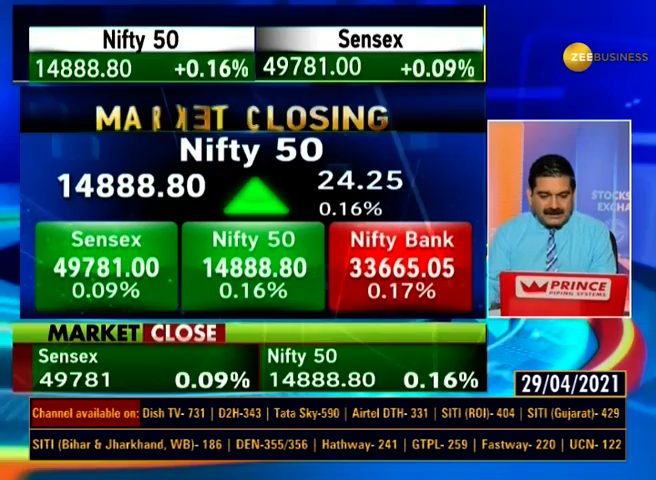 Nifty 50
Sensex
14888.80 +0.16%
49781.00 +0.09%
ZEE BUSINESS
MARKET CLOSING
Nifty 50
14888.80
24.25
0.16%
Sensex
49781.00
0.09%
Nifty 50
14888.80
0.16%
Nifty Bank
33665.05
0.17%
STOCKS
EXCHA
PRINCE
PIPING SYSTEMS
MARKET CLOSE
Sensex
49781 0.09%
Nifty 50
14888.80 0.16%
29/04/2021
Channel available on: Dish TV- 731 | D2H-343 | Tata Sky-590 | Airtel DTH- 331 | SITI (ROI)- 404 | SITI (Gujarat)- 429
SITI (Bihar & Jharkhand, WB)- 186 | DEN-355/356 | Hathway- 241 | GTPL- 259 | Fastway- 220 | UCN- 122